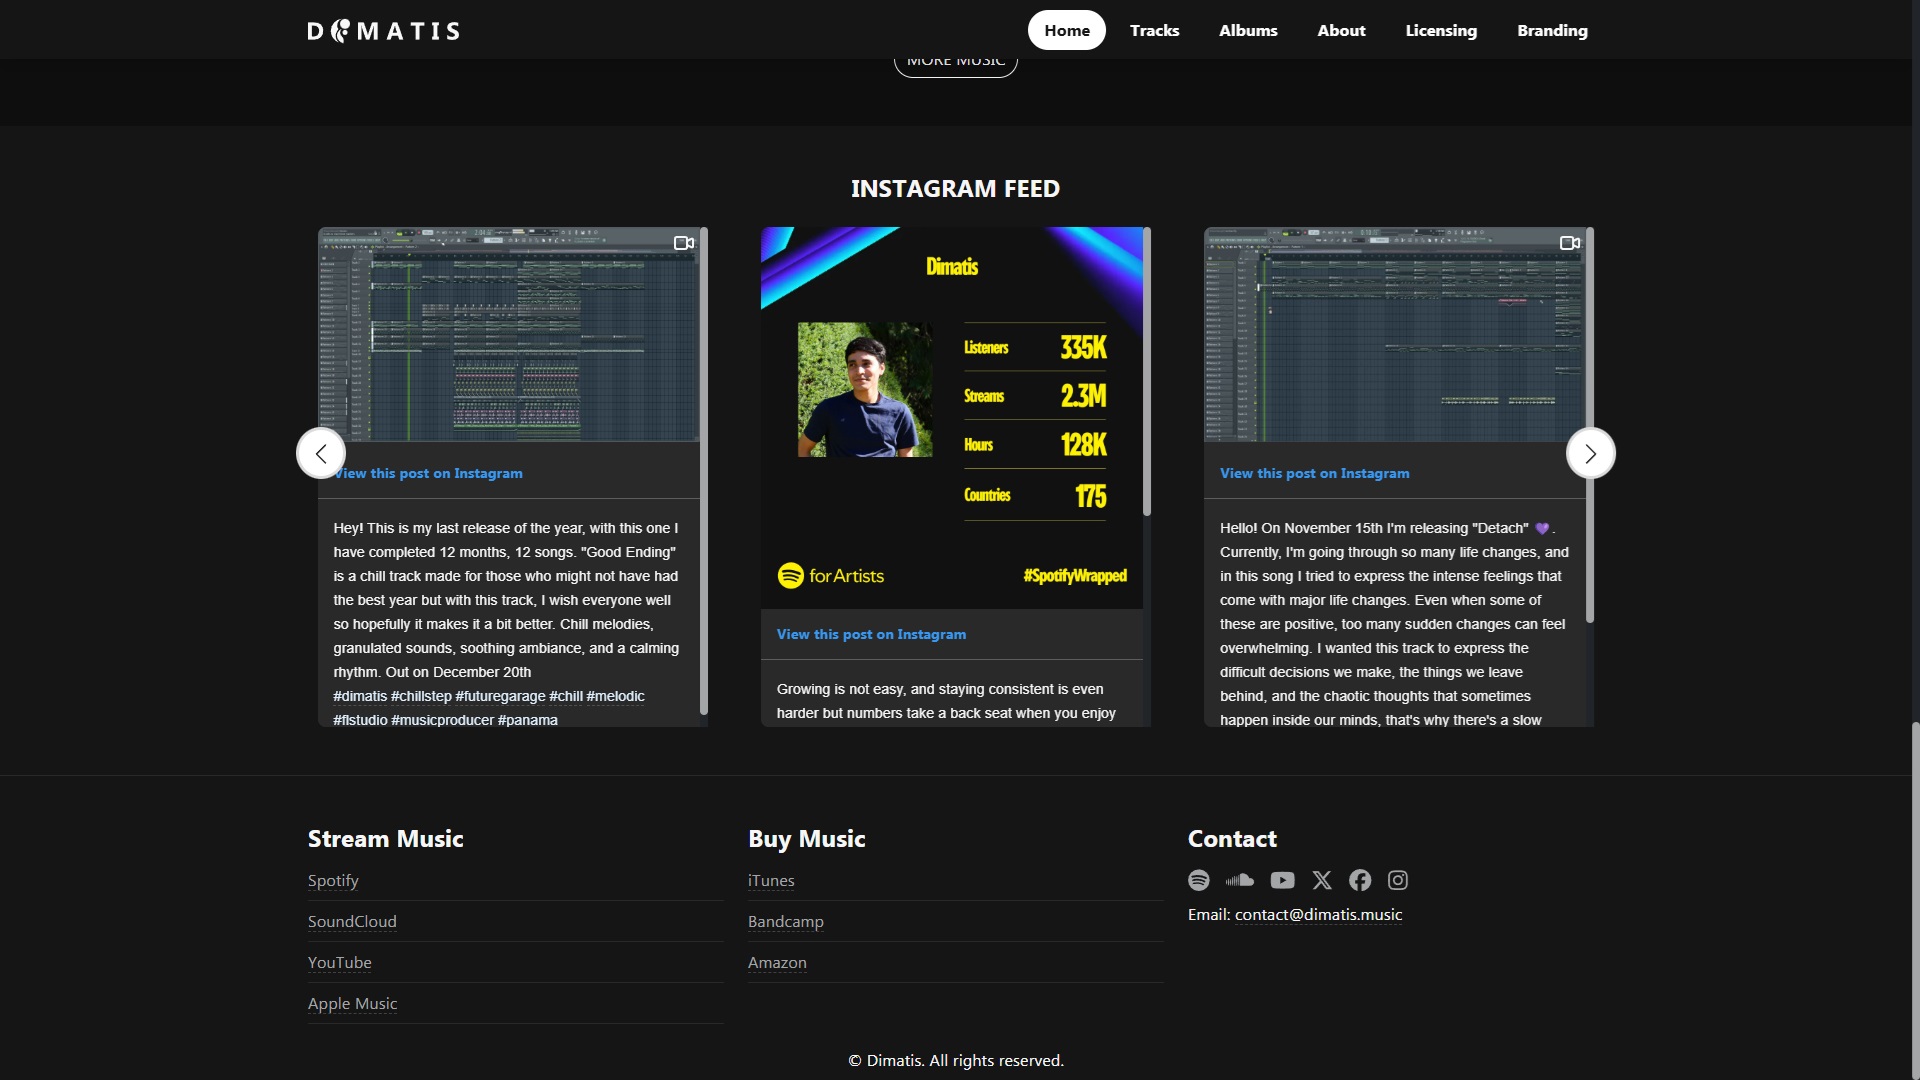 D MATIS
Home
Tracks
Albums
About
Licensing
Branding
MORE MUSIC
INSTAGRAM FEED
View this post on Instagram
Hey! This is my last release of the year, with this one I
have completed 12 months, 12 songs. "Good Ending"
is a chill track made for those who might not have had
the best year but with this track, I wish everyone well
so hopefully it makes it a bit better. Chill melodies,
granulated sounds, soothing ambiance, and a calming
rhythm. Out on December 20th
#dimatis #chillstep #futuregarage #chill #melodic
#flstudio #musicproducer #panama
Dimatis
Listeners 335K
Streams 2.3M
Hours 128K
Countries 175
for Artists
#SpotifyWrapped
View this post on Instagram
Growing is not easy, and staying consistent is even
harder but numbers take a back seat when you enjoy
View this post on Instagram
Hello! On November 15th I'm releasing "Detach" 💜 .
Currently, I'm going through so many life changes, and
in this song I tried to express the intense feelings that
come with major life changes. Even when some of
these are positive, too many sudden changes can feel
overwhelming. I wanted this track to express the
difficult decisions we make, the things we leave
behind, and the chaotic thoughts that sometimes
happen inside our minds, that's why there's a slow
Stream Music
Spotify
SoundCloud
YouTube
Apple Music
Buy Music
iTunes
Bandcamp
Amazon
Contact
Email: contact@dimatis.music
© Dimatis. All rights reserved.